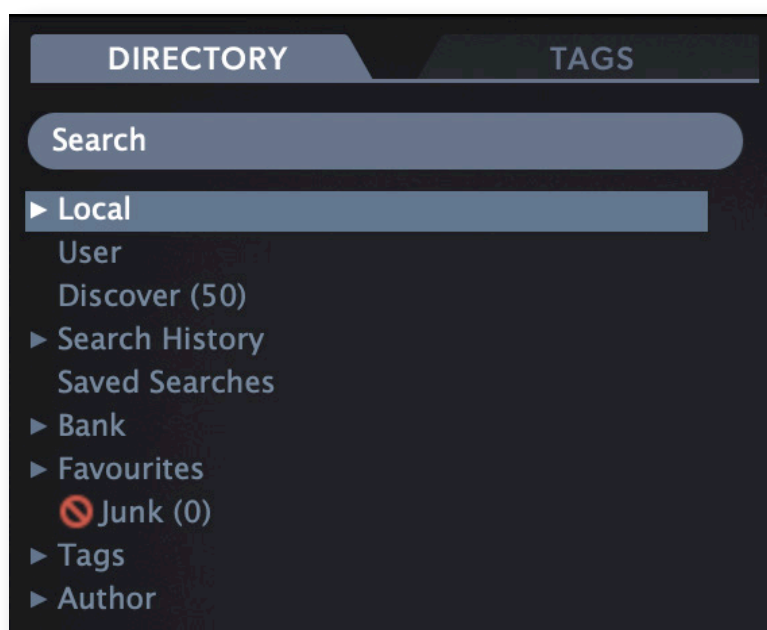 DIRECTORY TAGS
Search
Local
User
Discover (50)
Search History
Saved Searches
Bank
Favourites
Junk (0)
Tags
Author